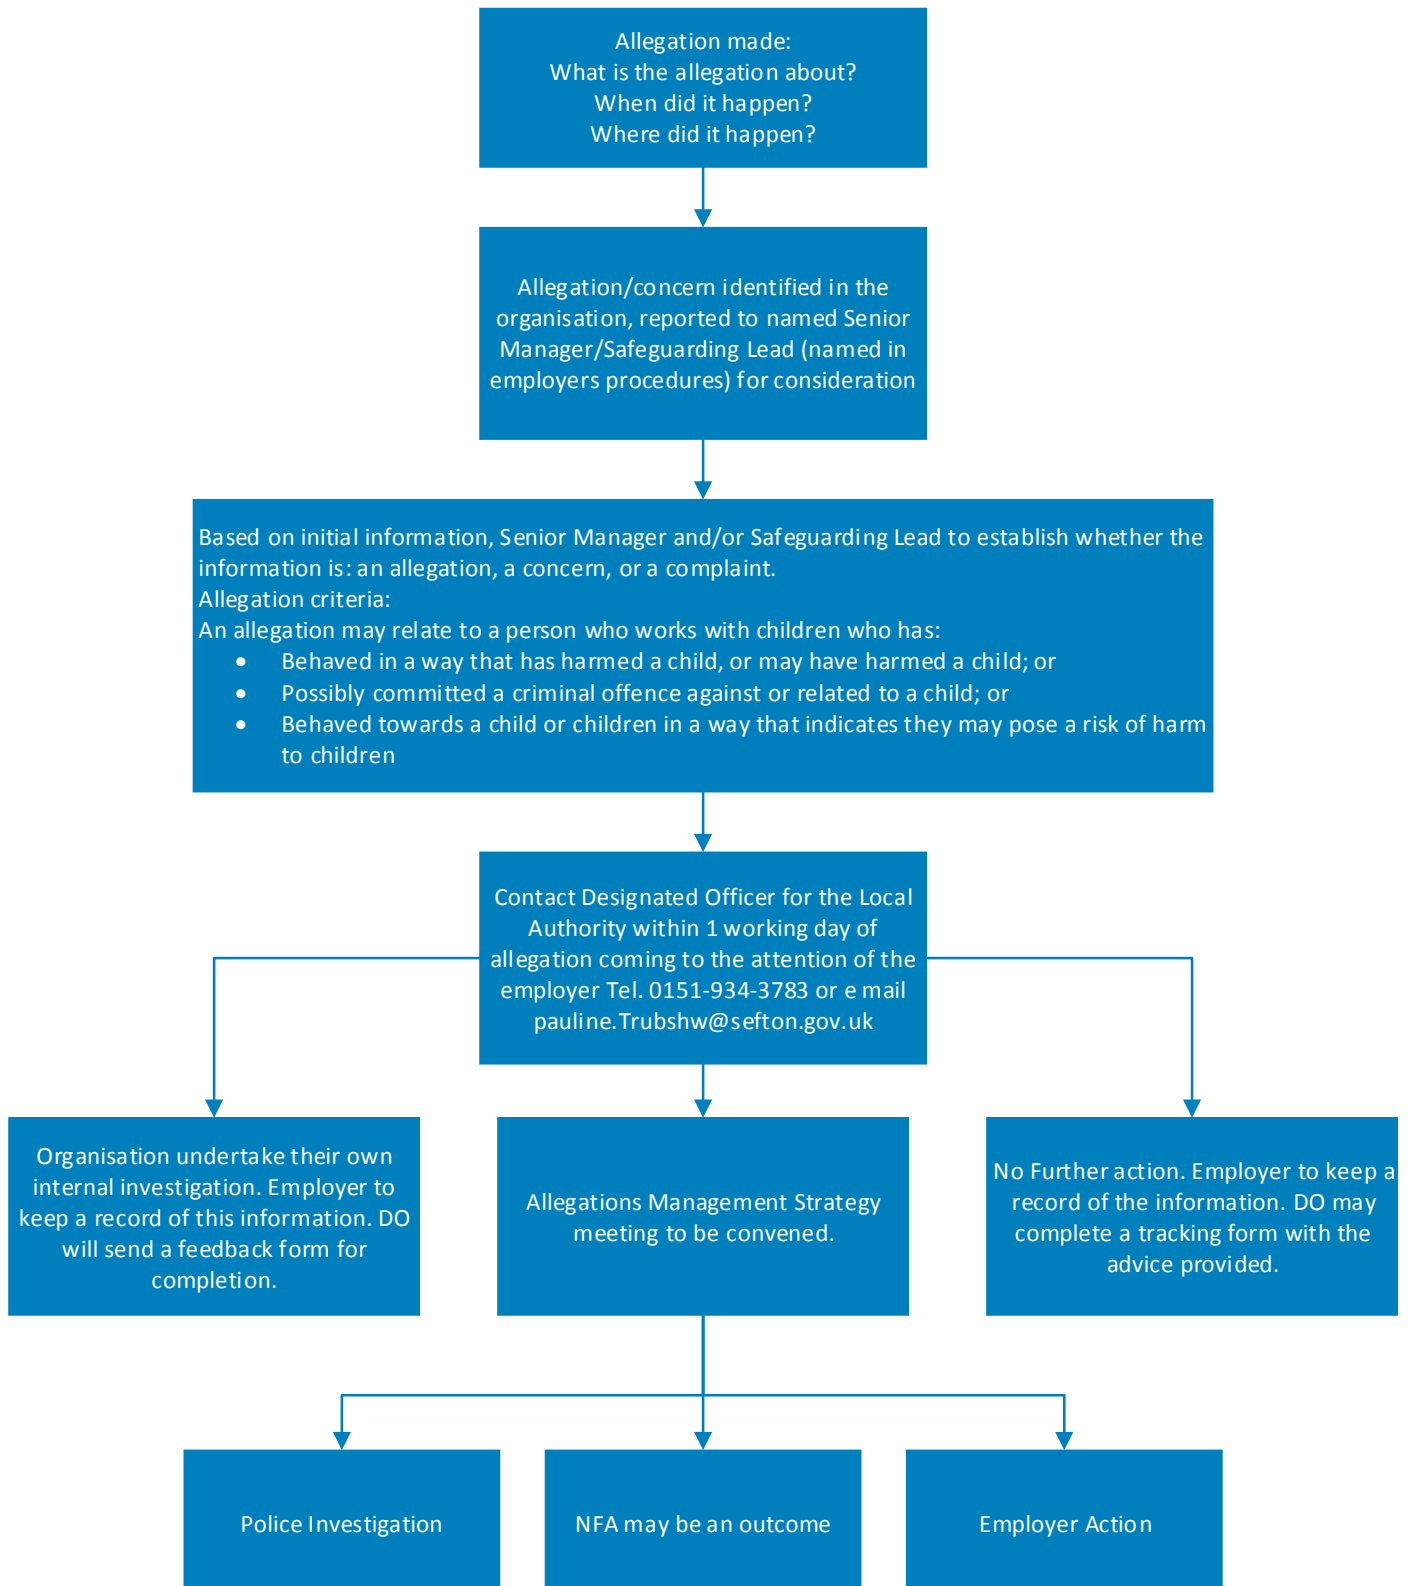 Allegation made:
What is the allegation about?
When did it happen?
Where did it happen?
Allegation/concern identified in the
organisation, reported to named Senior
Manager/Safeguarding Lead (named in
employers procedures) for consideration
Based on initial information, Senior Manager and/or Safeguarding Lead to establish whether the
information is: an allegation, a concern, or a complaint.
Allegation criteria:
An allegation may relate to a person who works with children who has:
• Behaved in a way that has harmed a child, or may have harmed a child; or
• Possibly committed a criminal offence against or related to a child; or
• Behaved towards a child or children in a way that indicates they may pose a risk of harm
to children
Contact Designated Officer for the Local
Authority within 1 working day of
allegation coming to the attention of the
employer Tel. 0151-934-3783 or e mail
pauline.Trubshw@sefton.gov.uk
Organisation undertake their own
internal investigation. Employer to
keep a record of this information. DO
will send a feedback form for
completion.
Allegations Management Strategy
meeting to be convened.
No Further action. Employer to keep a
record of the information. DO may
complete a tracking form with the
advice provided.
Police Investigation
NFA may be an outcome
Employer Action